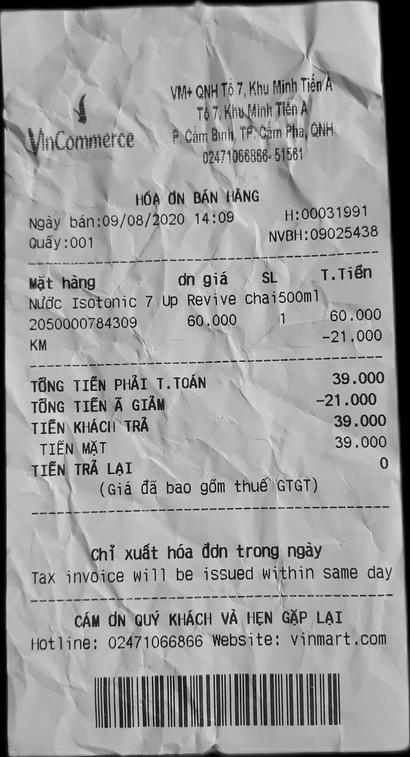 VinCommerce
VM+ QNH Tổ 7, Khu Minh Tiến A
Tổ 7, Khu Minh Tiến A
P. Cẩm Bình, TP. Cẩm Phả, QNH
02471066866- 51561
HÓA ƠN BÁN HÀNG
Ngày bán:09/08/2020 14:09 H:00031991
Quầy:001 NVBH:09025438
Mặt hàng ơn giá SL T.Tiền
Nước Isotonic 7 Up Revive Chai500ml
2050000784309 60.000 1 60.000
KM -21.000
TỔNG TIỀN PHẢI T.TOÁN 39.000
TỔNG TIỀN Ã GIẢM -21.000
TIỀN KHÁCH TRẢ 39.000
TIỀN MẶT 39.000
TIỀN TRẢ LẠI 0
(Giá đã bao gồm thuế GTGT)
Chỉ xuất hóa đơn trong ngày
Tax invoice will be issued within same day
CẢM ƠN QUÝ KHÁCH VÀ HẸN GẶP LẠI
Hotline: 02471066866 Website: vinmart.com